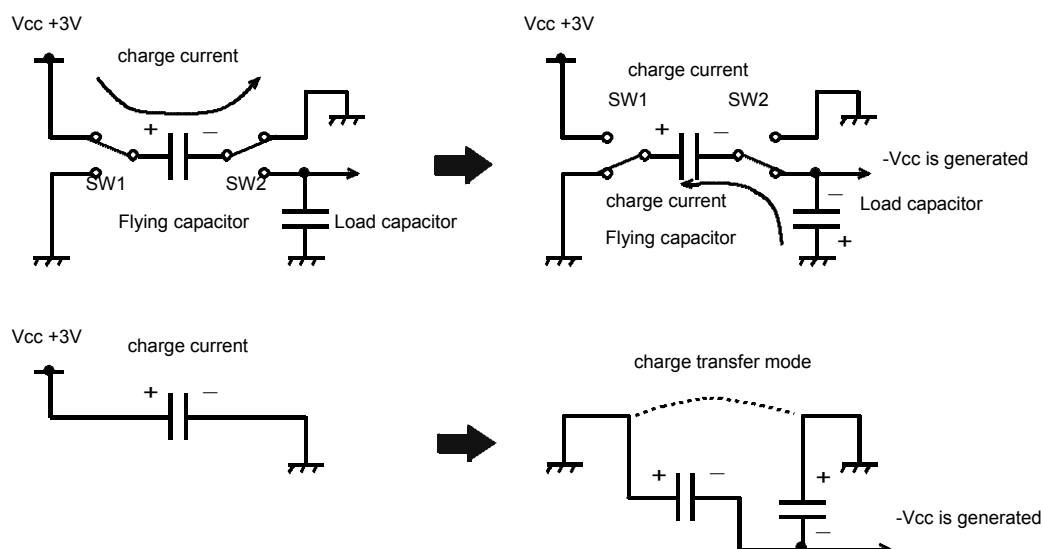 Vcc +3V
charge current
+ −
SW1 SW2
Flying capacitor
Load capacitor
Vcc +3V
charge current
SW1 SW2
+ −
-Vcc is generated
charge current
−
Load capacitor
Flying capacitor
+
Vcc +3V
charge current
+ −
charge transfer mode
+ −
+
−
-Vcc is generated